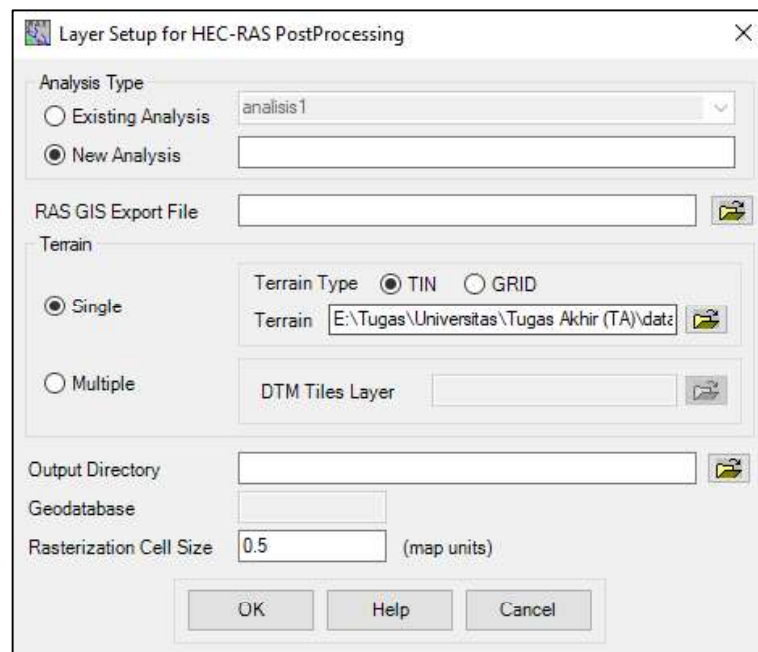 Layer Setup for HEC-RAS PostProcessing
Analysis Type
Existing Analysis analisis1
New Analysis
RAS GIS Export File
Terrain
Single
Terrain Type TIN GRID
Terrain E:\Tugas\Universitas\Tugas Akhir (TA)\data
Multiple
DTM Tiles Layer
Output Directory
Geodatabase
Rasterization Cell Size 0.5 (map units)
OK Help Cancel